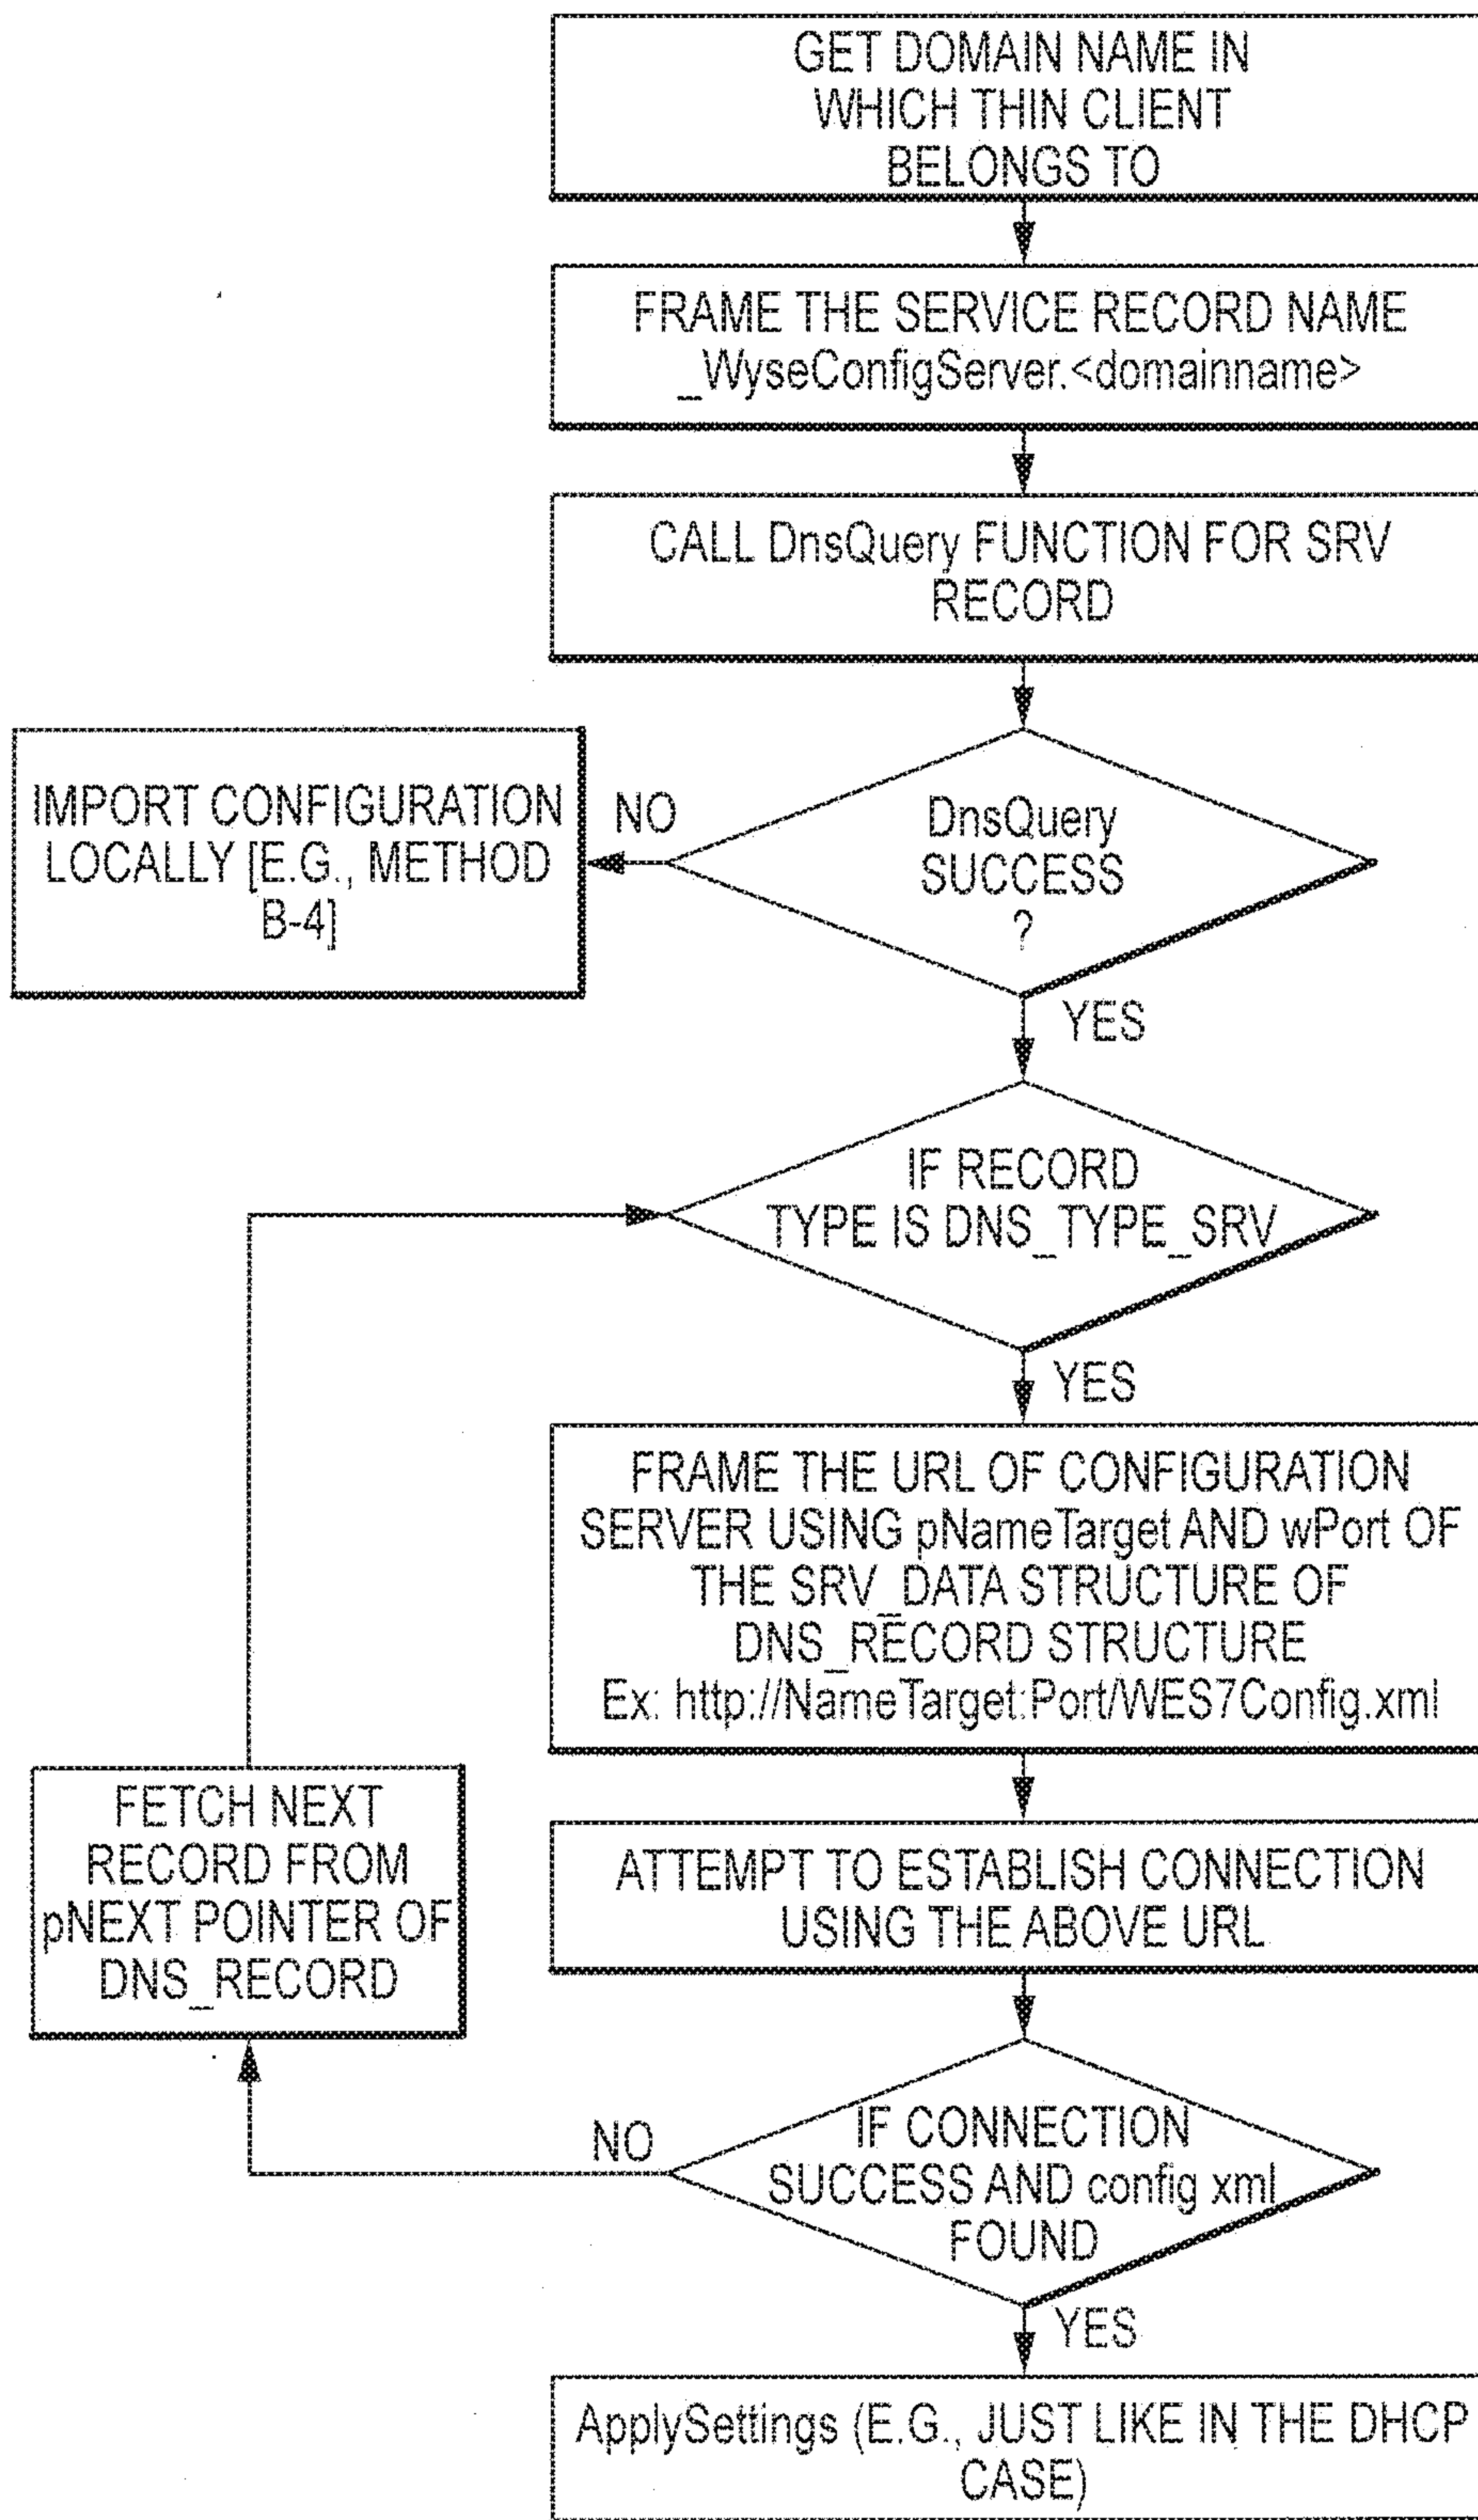 GET DOMAIN NAME IN
WHICH THIN CLIENT
BELONGS TO
FRAME THE SERVICE RECORD NAME
_WyseConfigServer.<domainname>
CALL DnsQuery FUNCTION FOR SRV
RECORD
IMPORT CONFIGURATION
LOCALLY [E.G., METHOD
B-4]
NO
DnsQuery
SUCCESS
?
YES
IF RECORD
TYPE IS DNS_TYPE_SRV
YES
FRAME THE URL OF CONFIGURATION
SERVER USING pNameTarget AND wPort OF
THE SRV_DATA STRUCTURE OF
DNS_RECORD STRUCTURE
Ex: http://NameTarget:Port/WES7Config.xml
FETCH NEXT
RECORD FROM
pNEXT POINTER OF
DNS_RECORD
ATTEMPT TO ESTABLISH CONNECTION
USING THE ABOVE URL
NO
IF CONNECTION
SUCCESS AND config xml
FOUND
YES
ApplySettings (E.G., JUST LIKE IN THE DHCP
CASE)